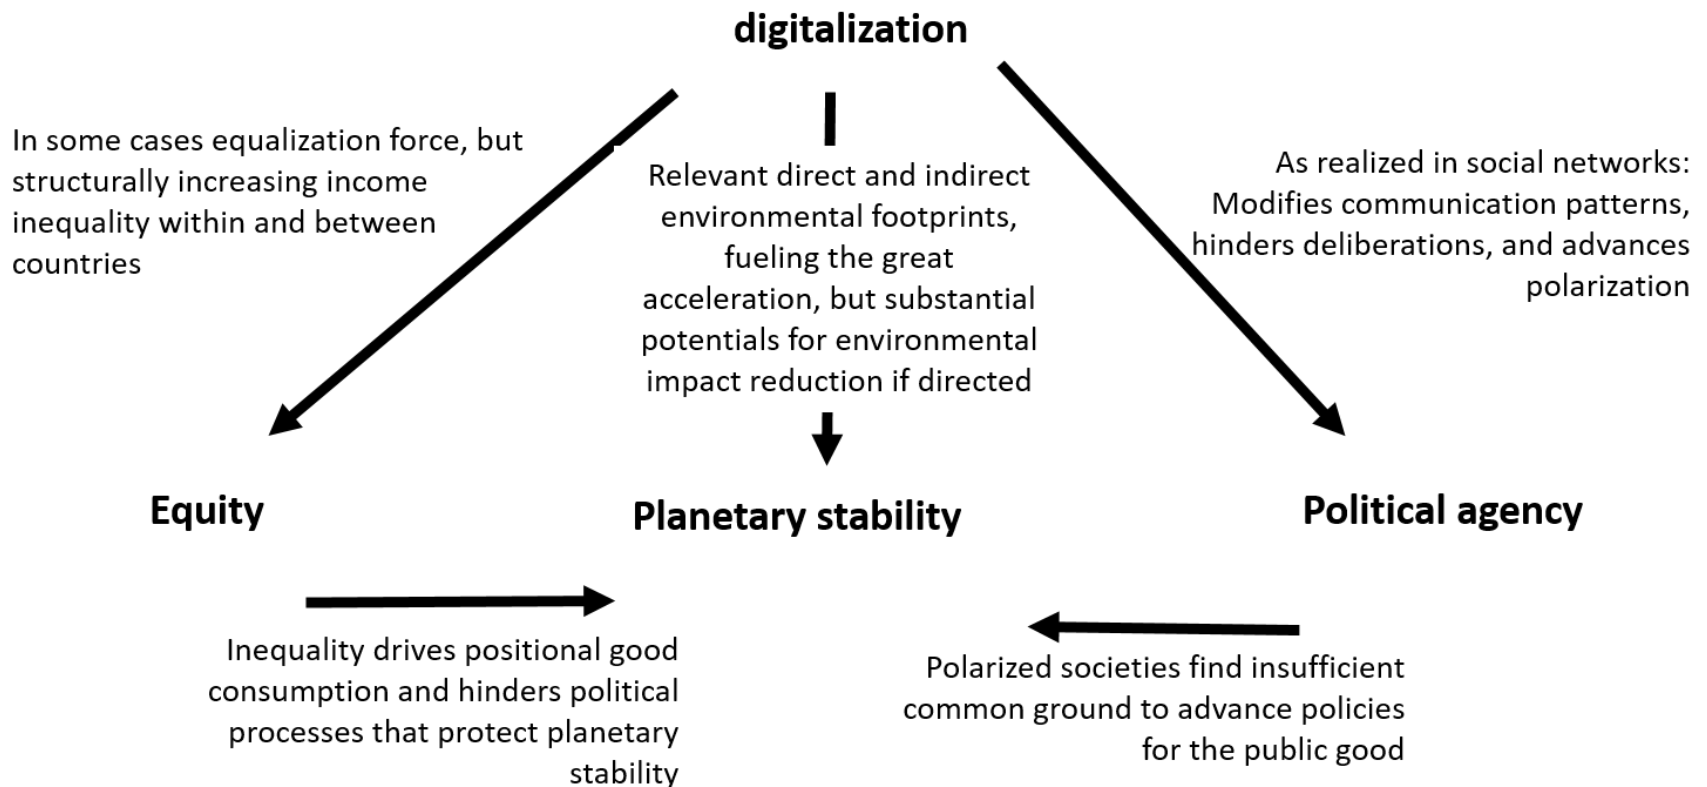 digitalization
In some cases equalization force, but
structurally increasing income
inequality within and between
countries
Relevant direct and indirect
environmental footprints,
fueling the great
acceleration, but substantial
potentials for environmental
impact reduction if directed
As realized in social networks:
Modifies communication patterns,
hinders deliberations, and advances
polarization
Equity
Planetary stability
Political agency
Inequality drives positional good
consumption and hinders political
processes that protect planetary
stability
Polarized societies find insufficient
common ground to advance policies
for the public good